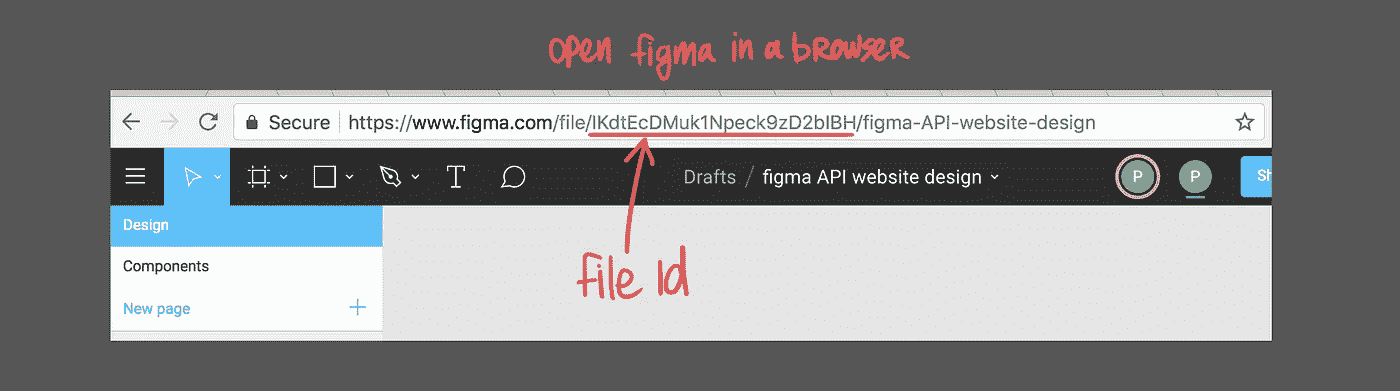 open figma in a browser
Secure https://www.figma.com/file/IKdtEcDMuk1Npeck9zD2bIBH/figma-API-website-design
T Drafts / figma API website design P P Sh
Design
Components
file Id
New page +